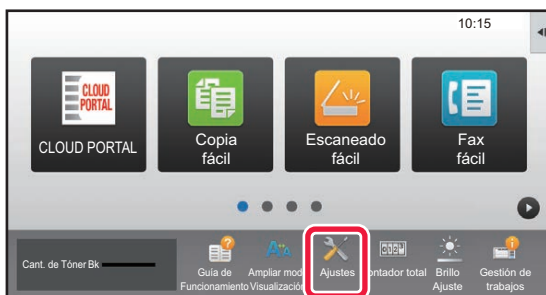 10:15
CLOUD
PORTAL
CLOUD PORTAL
Copia
fácil
Escaneado
fácil
Fax
fácil
Cant. de Tóner Bk
Guía de
Funcionamiento
Ampliar mod
Visualización
Ajustes
ontador total
Brillo
Ajuste
Gestión de
trabajos